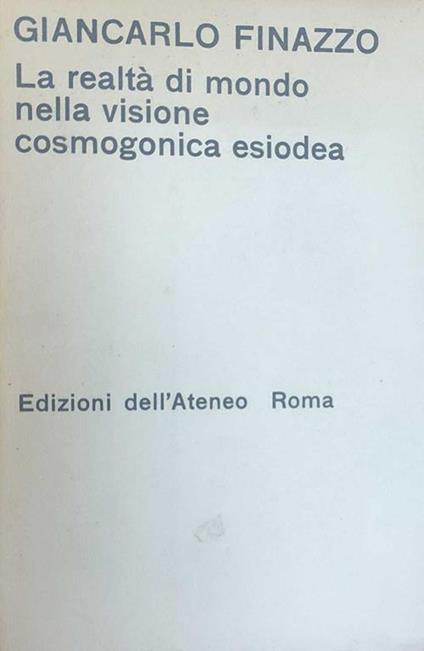 GIANCARLO FINAZZO
La realtà di mondo
nella visione
cosmogonica esiodea
Edizioni dell'Ateneo Roma